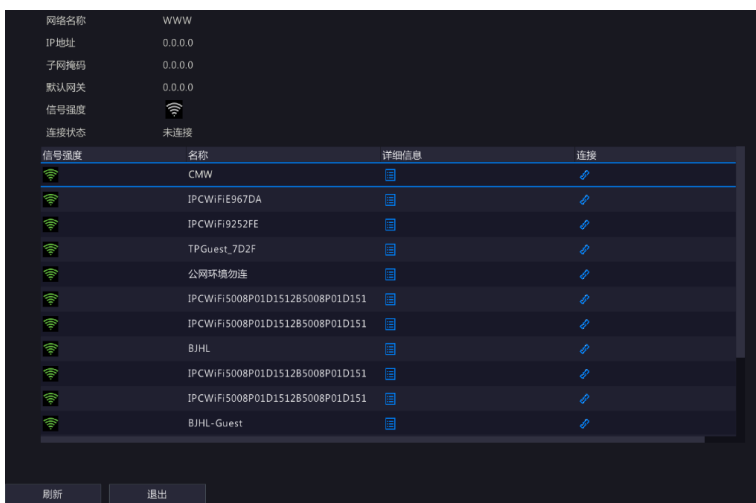 网络名称 WWW
IP地址 0.0.0.0
子网掩码 0.0.0.0
默认网关 0.0.0.0
信号强度
连接状态 未连接
信号强度 名称 详细信息 连接
CMW
IPCWiFiE967DA
IPCWiFi9252FE
TPGuest_7D2F
公网环境勿连
IPCWiFi5008P01D1512B5008P01D151
IPCWiFi5008P01D1512B5008P01D151
BJHL
IPCWiFi5008P01D1512B5008P01D151
IPCWiFi5008P01D1512B5008P01D151
BJHL-Guest
刷新 退出